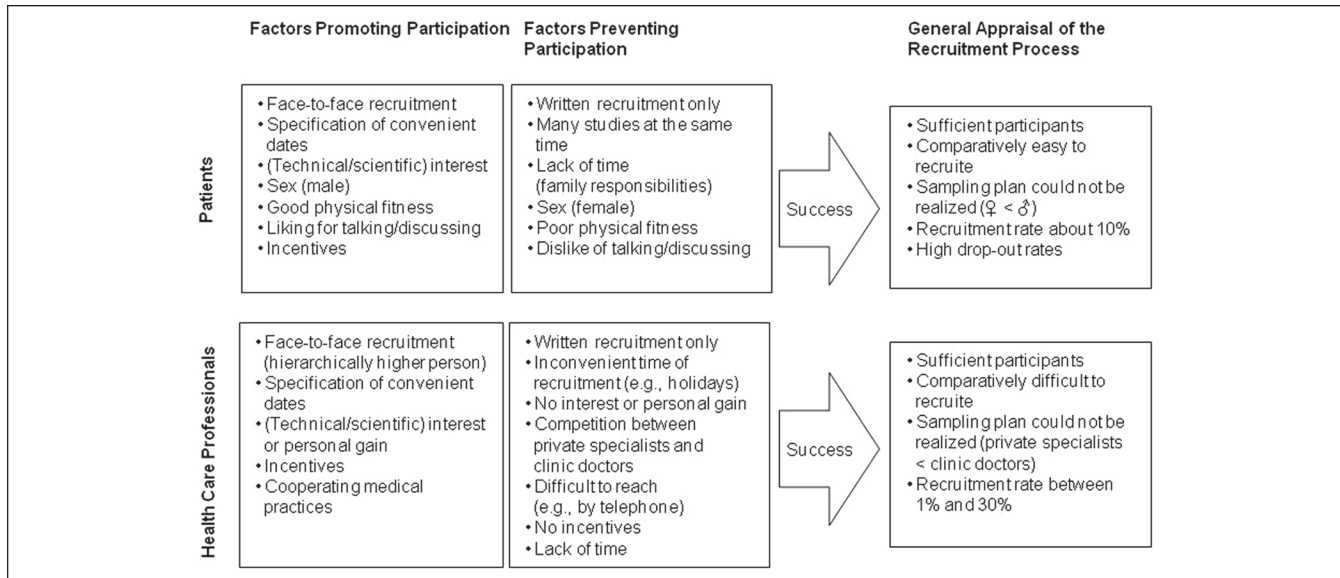 Factors Promoting Participation
Factors Preventing
Participation
General Appraisal of the
Recruitment Process
Patients
• Face-to-face recruitment
• Specification of convenient
dates
• (Technical/scientific) interest
• Sex (male)
• Good physical fitness
• Liking for talking/discussing
• Incentives
• Written recruitment only
• Many studies at the same
time
• Lack of time
(family responsibilities)
• Sex (female)
• Poor physical fitness
• Dislike of talking/discussing
Success
• Sufficient participants
• Comparatively easy to
recruite
• Sampling plan could not be
realized (♀ < ♂)
• Recruitment rate about 10%
• High drop-out rates
Health Care Professionals
• Face-to-face recruitment
(hierarchically higher person)
• Specification of convenient
dates
• (Technical/scientific) interest
or personal gain
• Incentives
• Cooperating medical
practices
• Written recruitment only
• Inconvenient time of
recruitment (e.g., holidays)
• No interest or personal gain
• Competition between
private specialists and
clinic doctors
• Difficult to reach
(e.g., by telephone)
• No incentives
• Lack of time
Success
• Sufficient participants
• Comparatively difficult to
recruite
• Sampling plan could not be
realized (private specialists
< clinic doctors)
• Recruitment rate between
1% and 30%